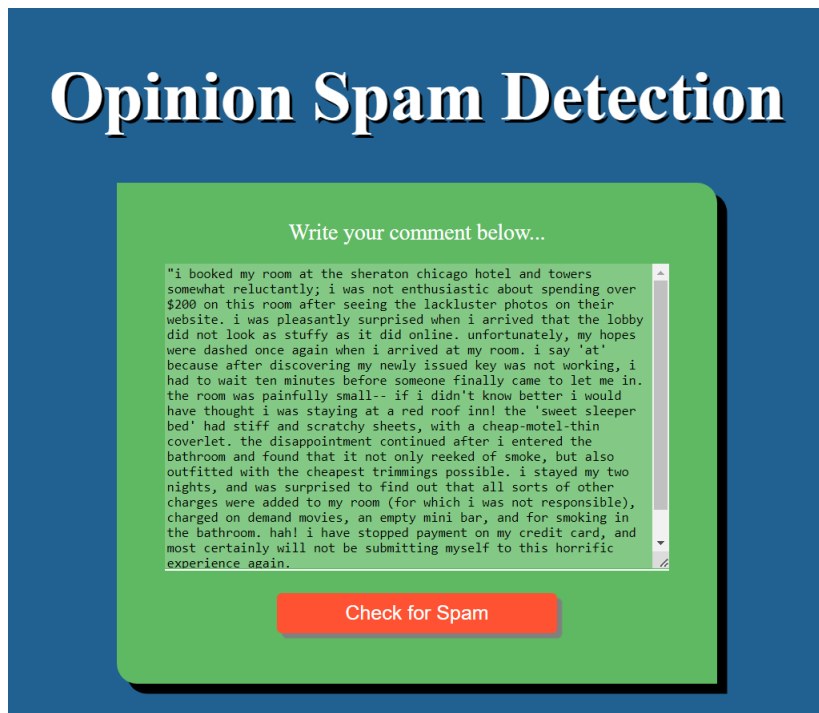 Opinion Spam Detection
Write your comment below...
"i booked my room at the sheraton chicago hotel and towers
somewhat reluctantly; i was not enthusiastic about spending over
$200 on this room after seeing the lackluster photos on their
website. i was pleasantly surprised when i arrived that the lobby
did not look as stuffy as it did online. unfortunately, my hopes
were dashed once again when i arrived at my room. i say 'at'
because after discovering my newly issued key was not working, i
had to wait ten minutes before someone finally came to let me in.
the room was painfully small-- if i didn't know better i would
have thought i was staying at a red roof inn! the 'sweet sleeper
bed' had stiff and scratchy sheets, with a cheap-motel-thin
coverlet. the disappointment continued after i entered the
bathroom and found that it not only reeked of smoke, but also
outfitted with the cheapest trimmings possible. i stayed my two
nights, and was surprised to find out that all sorts of other
charges were added to my room (for which i was not responsible),
charged on demand movies, an empty mini bar, and for smoking in
the bathroom. hah! i have stopped payment on my credit card, and
most certainly will not be submitting myself to this horrific
experience again.
Check for Spam